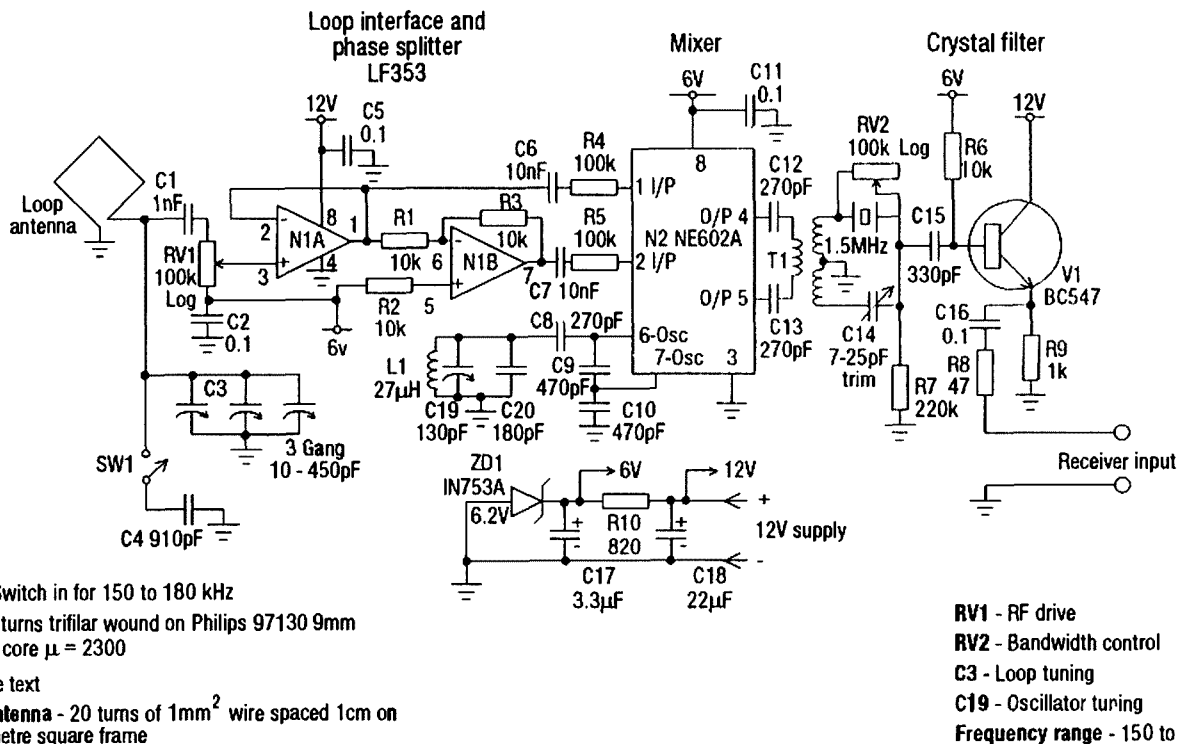 Loop interface and
phase splitter
LF353
Mixer
Crystal filter
12V
C5
0.1
6V
C11
0.1
6V
12V
RV2
100k Log
R6
10k
Loop
antenna
C1
1nF
RV1
100k
Log
C2
0.1
2
3
8
1
4
N1A
R1
10k
R2
10k
6v
R3
10k
6
5
7
N1B
C6
10nF
R4
100k
C7 10nF
R5
100k
1 I/P
2 I/P
8
O/P 4
N2 NE602A
O/P 5
6-Osc
7-Osc
3
C12
270pF
T1
C13
270pF
1.5MHz
C15
330pF
C14
7-25pF
trim
R7
220k
V1
BC547
C16
0.1
R8
47
R9
1k
Receiver input
C8
270pF
C9
470pF
C10
470pF
L1
27µH
C19
130pF
C20
180pF
C3
3 Gang
10 - 450pF
SW1
C4 910pF
ZD1
IN753A
6.2V
6V
12V
R10
820
+
-
+
-
+
12V supply
-
C17
3.3µF
C18
22µF
Switch in for 150 to 180 kHz
turns trifilar wound on Philips 97130 9mm
core µ = 2300
text
- 20 turns of 1mm² wire spaced 1cm on
square frame
RV1 - RF drive
RV2 - Bandwidth control
C3 - Loop tuning
C19 - Oscillator tuning
Frequency range - 150 to